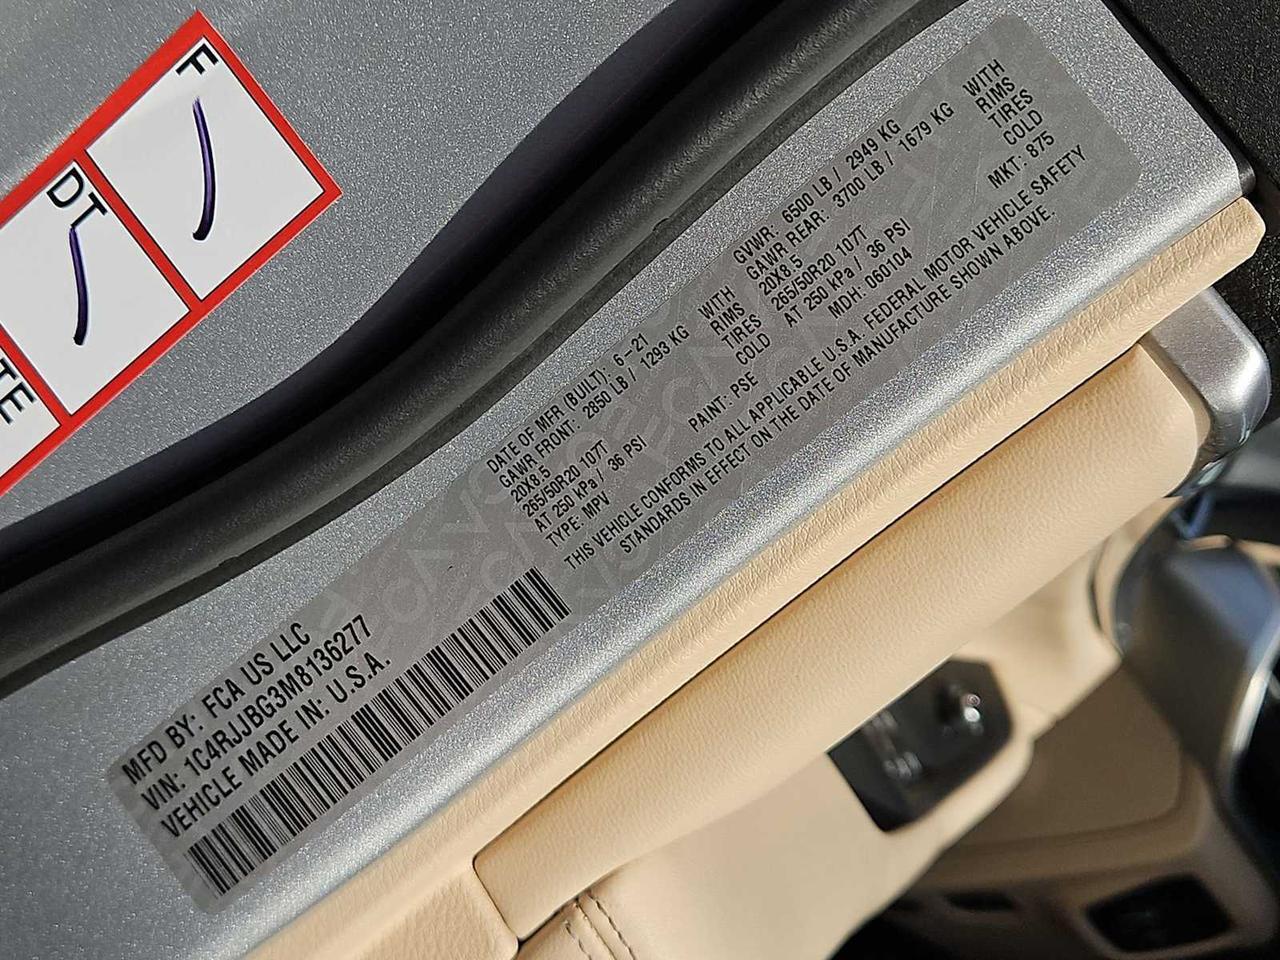 F
DT
MFD BY: FCA US LLC
VIN: 1C4RJJBG3M8136277
VEHICLE MADE IN: U.S.A.
DATE OF MFR (BUILT): 6-21 GVWR: 6500 LB / 2949 KG
GAWR FRONT: 2850 LB / 1293 KG WITH GAWR REAR: 3700 LB / 1679 KG WITH
20X8.5 RIMS 20X8.5 RIMS
265/50R20 107T TIRES 265/50R20 107T TIRES
AT 250 kPa / 36 PSI COLD AT 250 kPa / 36 PSI COLD
TYPE: MPV PAINT: PSE MDH: 060104 MKT: 875
THIS VEHICLE CONFORMS TO ALL APPLICABLE U.S.A. FEDERAL MOTOR VEHICLE SAFETY
STANDARDS IN EFFECT ON THE DATE OF MANUFACTURE SHOWN ABOVE.